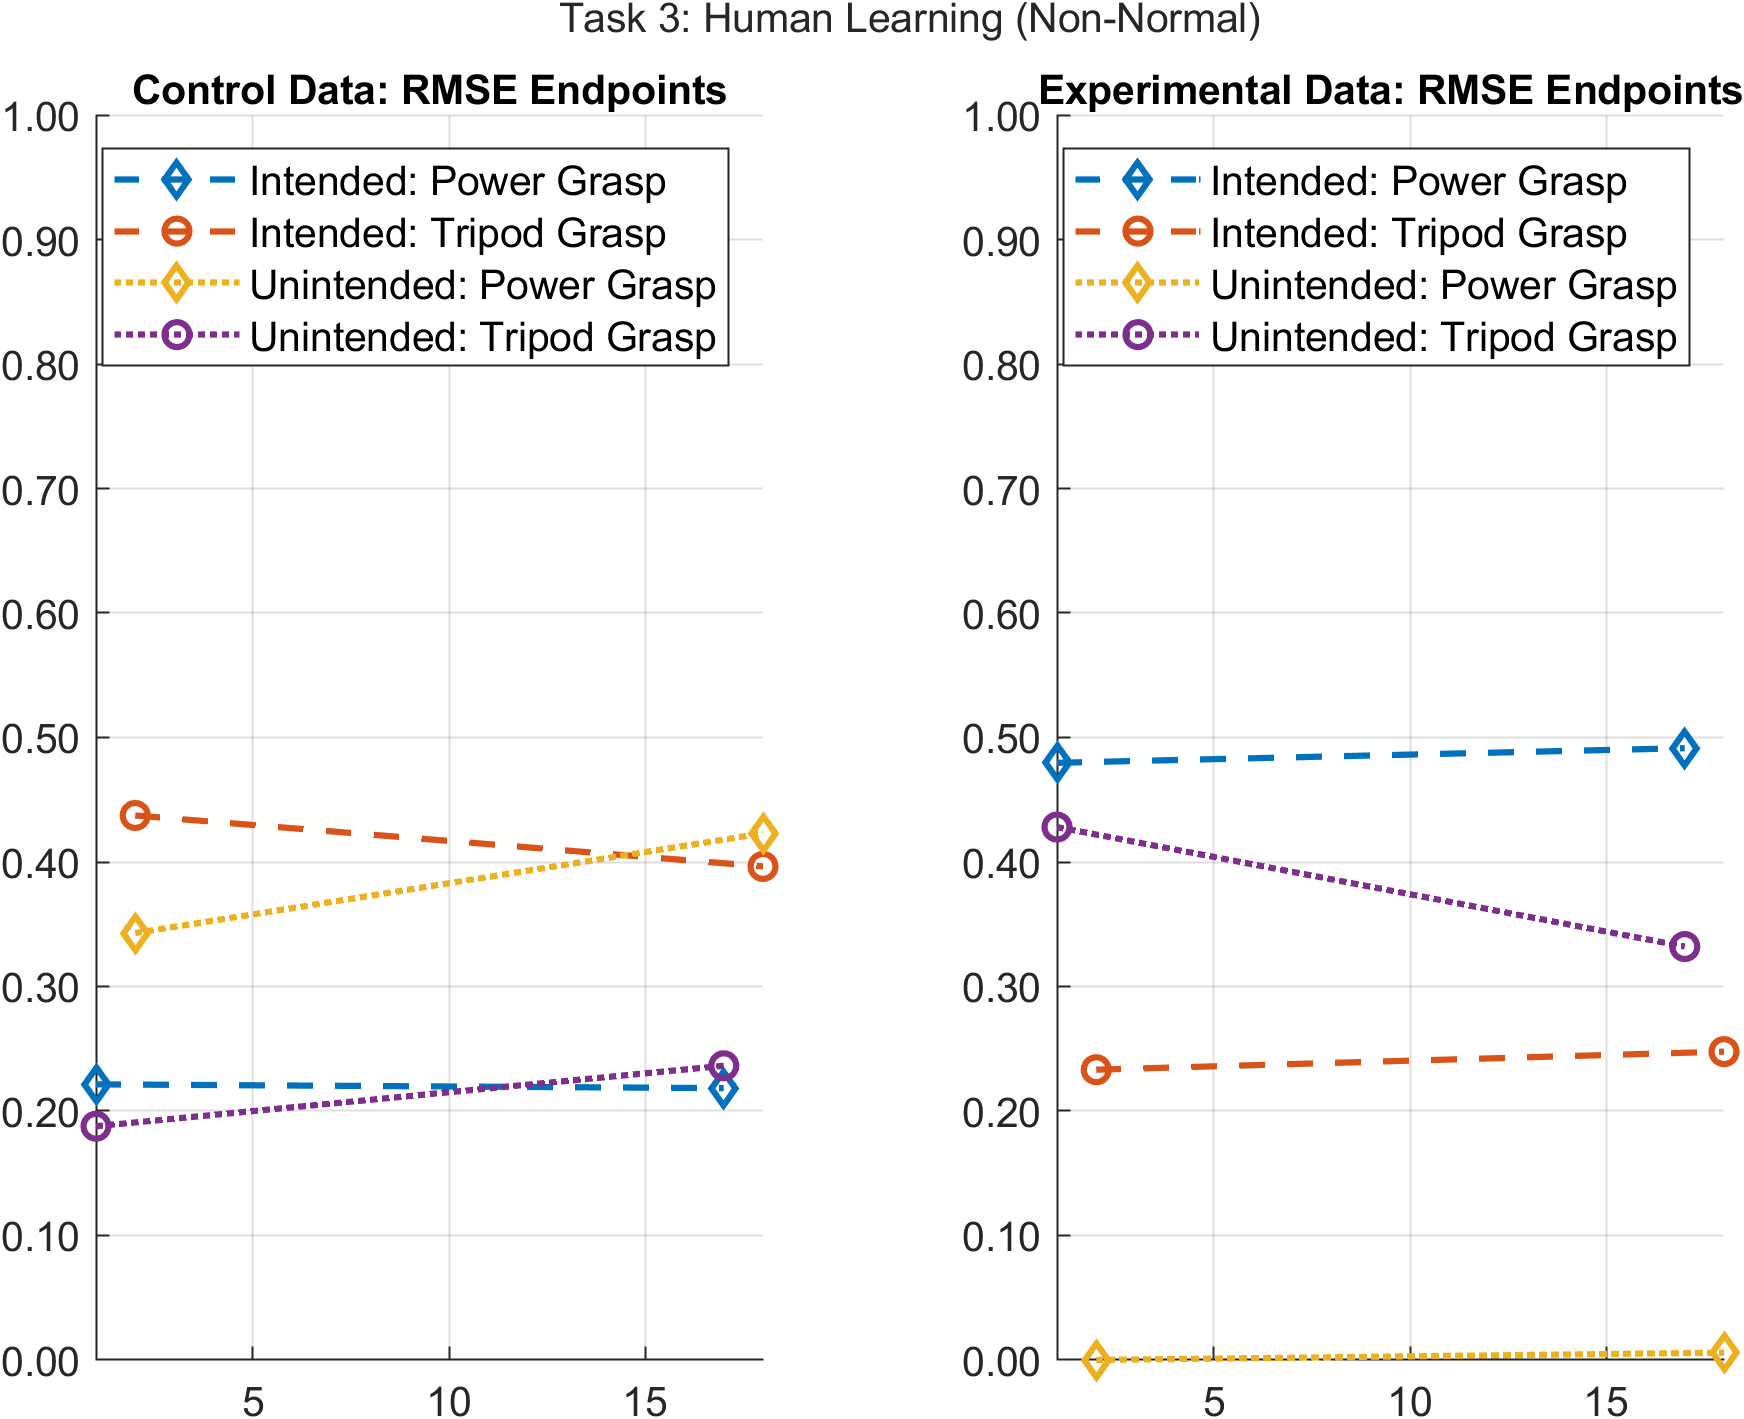 Task 3: Human Learning (Non-Normal)
Control Data: RMSE Endpoints
1.00
0.90
0.80
0.70
0.60
0.50
0.40
0.30
0.20
0.10
0.00
5
10
15
Intended: Power Grasp
Intended: Tripod Grasp
Unintended: Power Grasp
Unintended: Tripod Grasp
Experimental Data: RMSE Endpoints
1.00
0.90
0.80
0.70
0.60
0.50
0.40
0.30
0.20
0.10
0.00
5
10
15
Intended: Power Grasp
Intended: Tripod Grasp
Unintended: Power Grasp
Unintended: Tripod Grasp